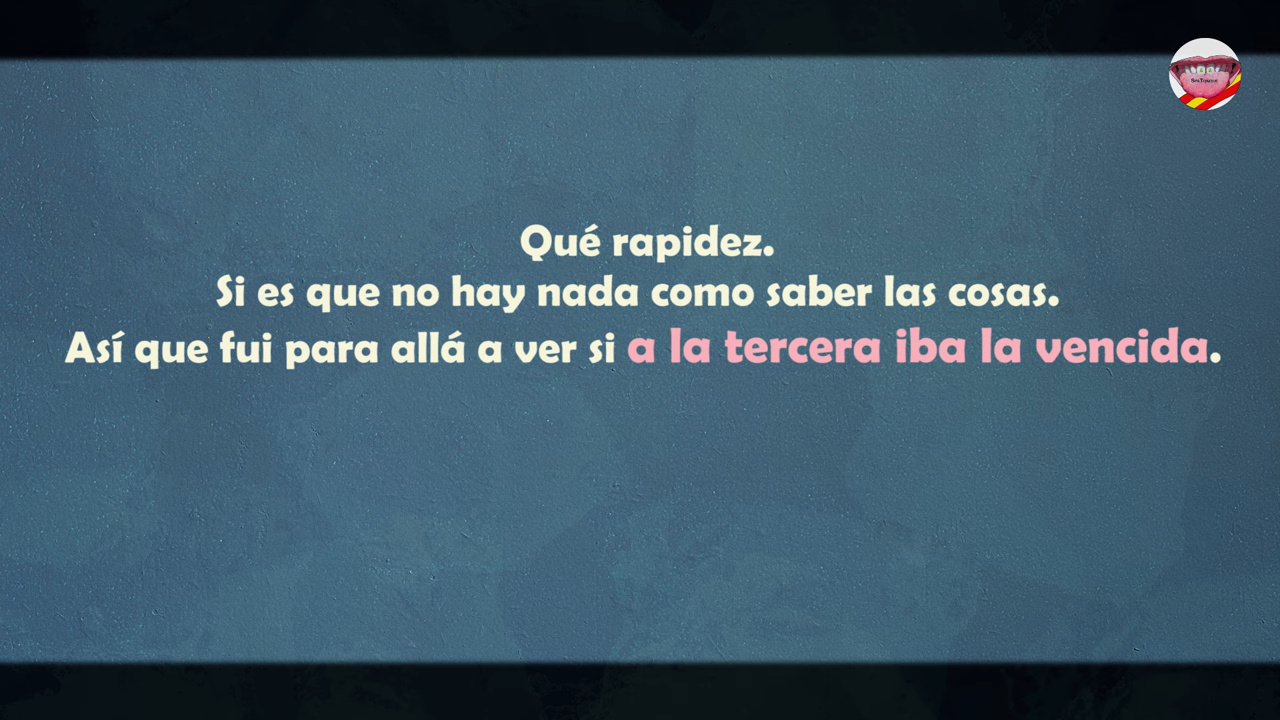 Qué rapidez.
Si es que no hay nada como saber las cosas.
Así que fui para allá a ver si a la tercera iba la vencida.